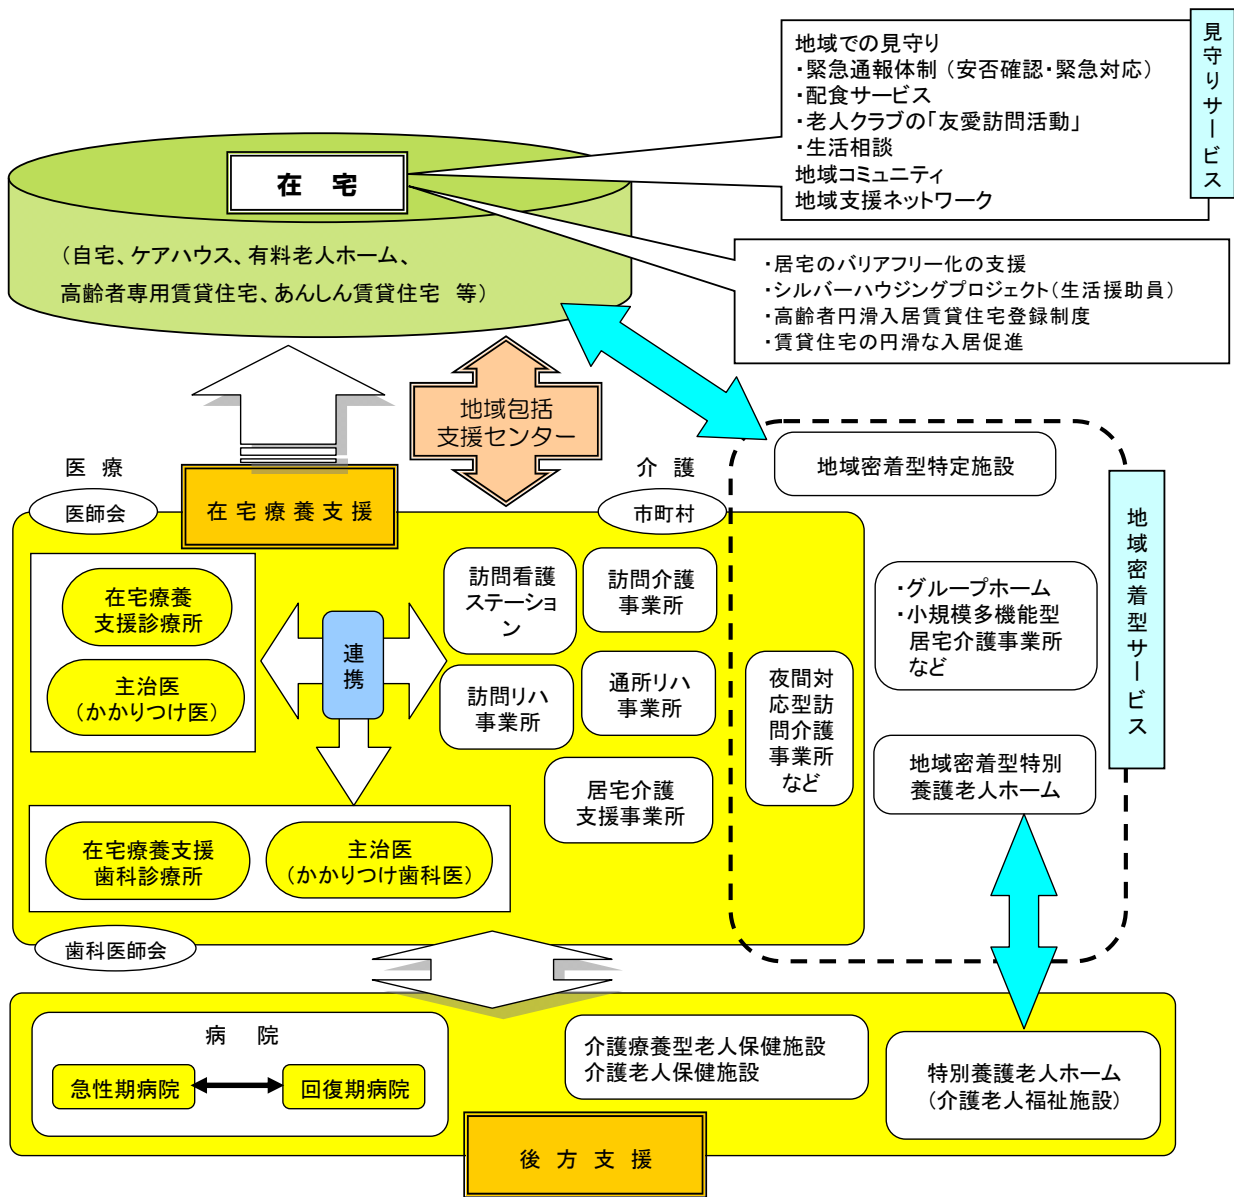 地域での見守り
・緊急通報体制（安否確認・緊急対応）
・配食サービス
・老人クラブの「友愛訪問活動」
・生活相談
地域コミュニティ
地域支援ネットワーク
見守りサービス
在　宅
（自宅、ケアハウス、有料老人ホーム、
高齢者専用賃貸住宅、あんしん賃貸住宅　等）
・居宅のバリアフリー化の支援
・シルバーハウジングプロジェクト（生活援助員）
・高齢者円滑入居賃貸住宅登録制度
・賃貸住宅の円滑な入居促進
地域包括
支援センター
医　療
介　護
医師会
在宅療養支援
市町村
地域密着型特定施設
地域密着型サービス
在宅療養
支援診療所
主治医
（かかりつけ医）
連携
訪問看護
ステーショ
ン
訪問介護
事業所
訪問リハ
事業所
通所リハ
事業所
居宅介護
支援事業所
夜間対
応型訪
問介護
事業所
など
・グループホーム
・小規模多機能型
居宅介護事業所
など
地域密着型特別
養護老人ホーム
在宅療養支援
歯科診療所
主治医
（かかりつけ歯科医）
歯科医師会
病　院
急性期病院
回復期病院
介護療養型老人保健施設
介護老人保健施設
特別養護老人ホーム
（介護老人福祉施設）
後方支援